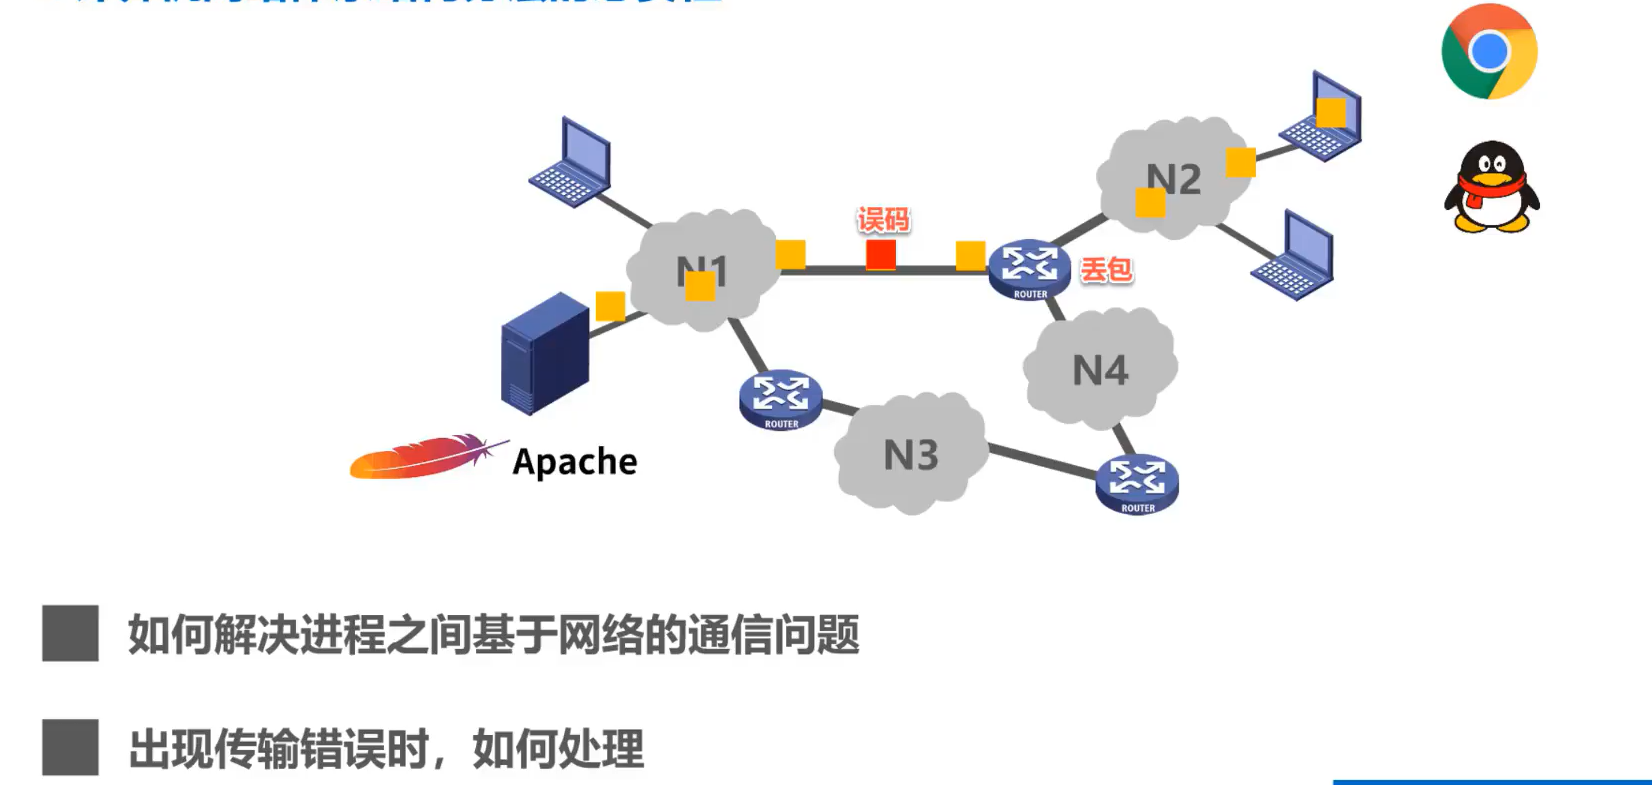 N2
误码
N1
丢包
ROUTER
N4
ROUTER
N3
Apache
ROUTER
如何解决进程之间基于网络的通信问题
出现传输错误时，如何处理